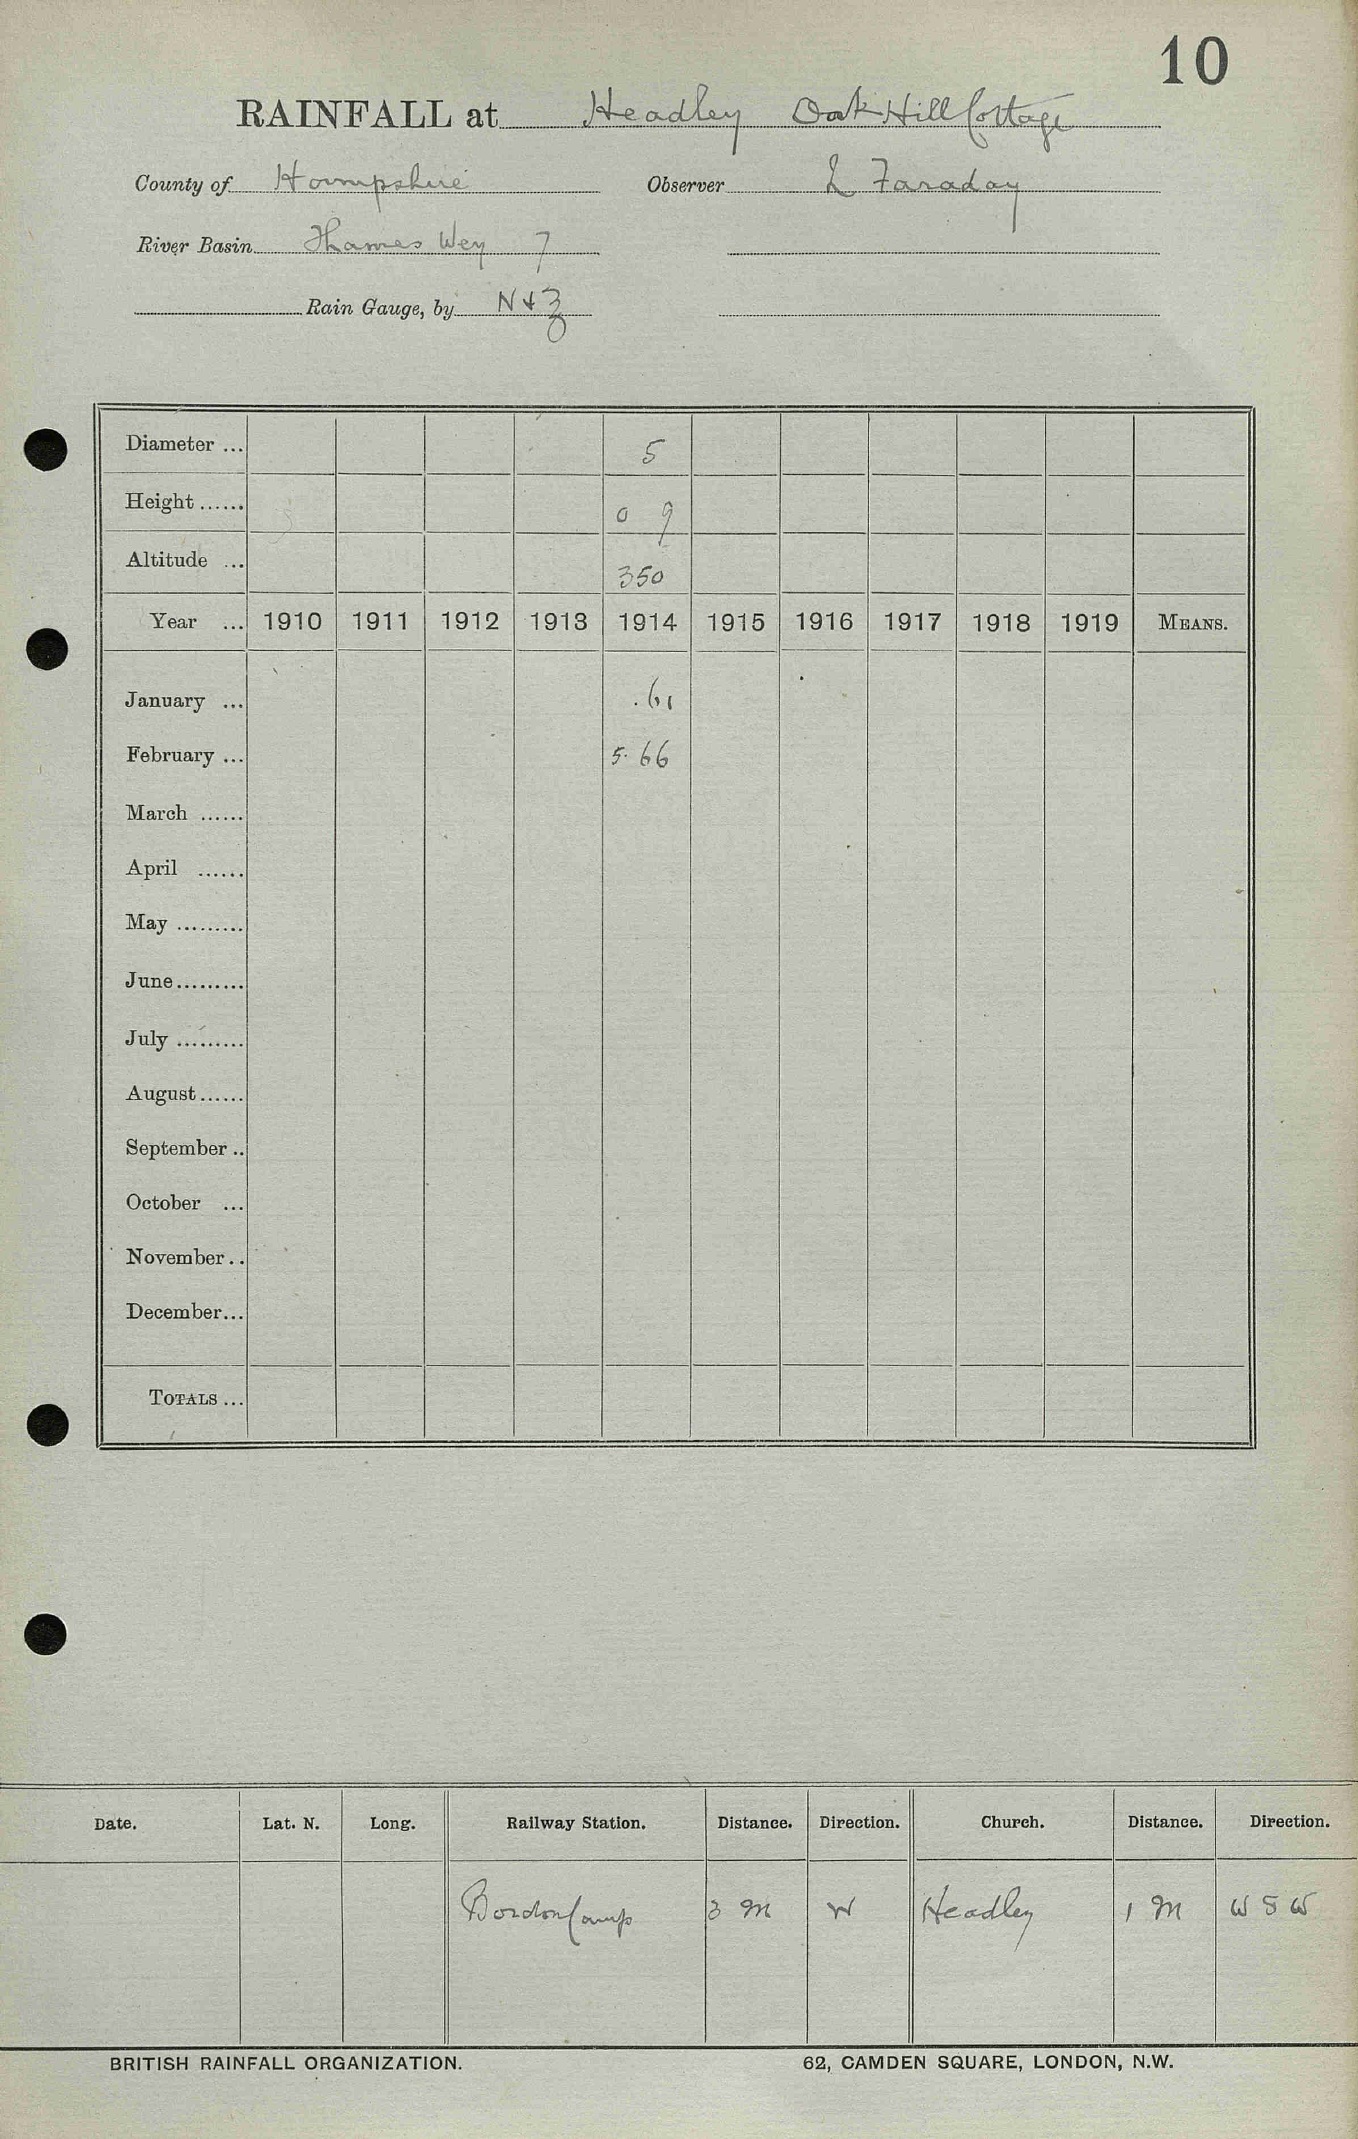 10
RAINFALL at Headley Oak Hill Cottage
County of Hampshire Observer L Faraday
River Basin Thames Wey 7
Rain Gauge, by N & Z
Diameter ... 5
Height ...... 0 9
Altitude ... 350
Year ... 1910 1911 1912 1913 1914 1915 1916 1917 1918 1919 MEANS.
January ... .61
February ... 5.66
March ......
April ......
May .........
June.........
July .........
August......
September ..
October ...
November..
December...
TOTALS ...
Date. Lat. N. Long. Railway Station. Distance. Direction. Church. Distance. Direction.
Bordon Camp 3 M W Headley 1 M W S W
BRITISH RAINFALL ORGANIZATION. 62, CAMDEN SQUARE, LONDON, N.W.